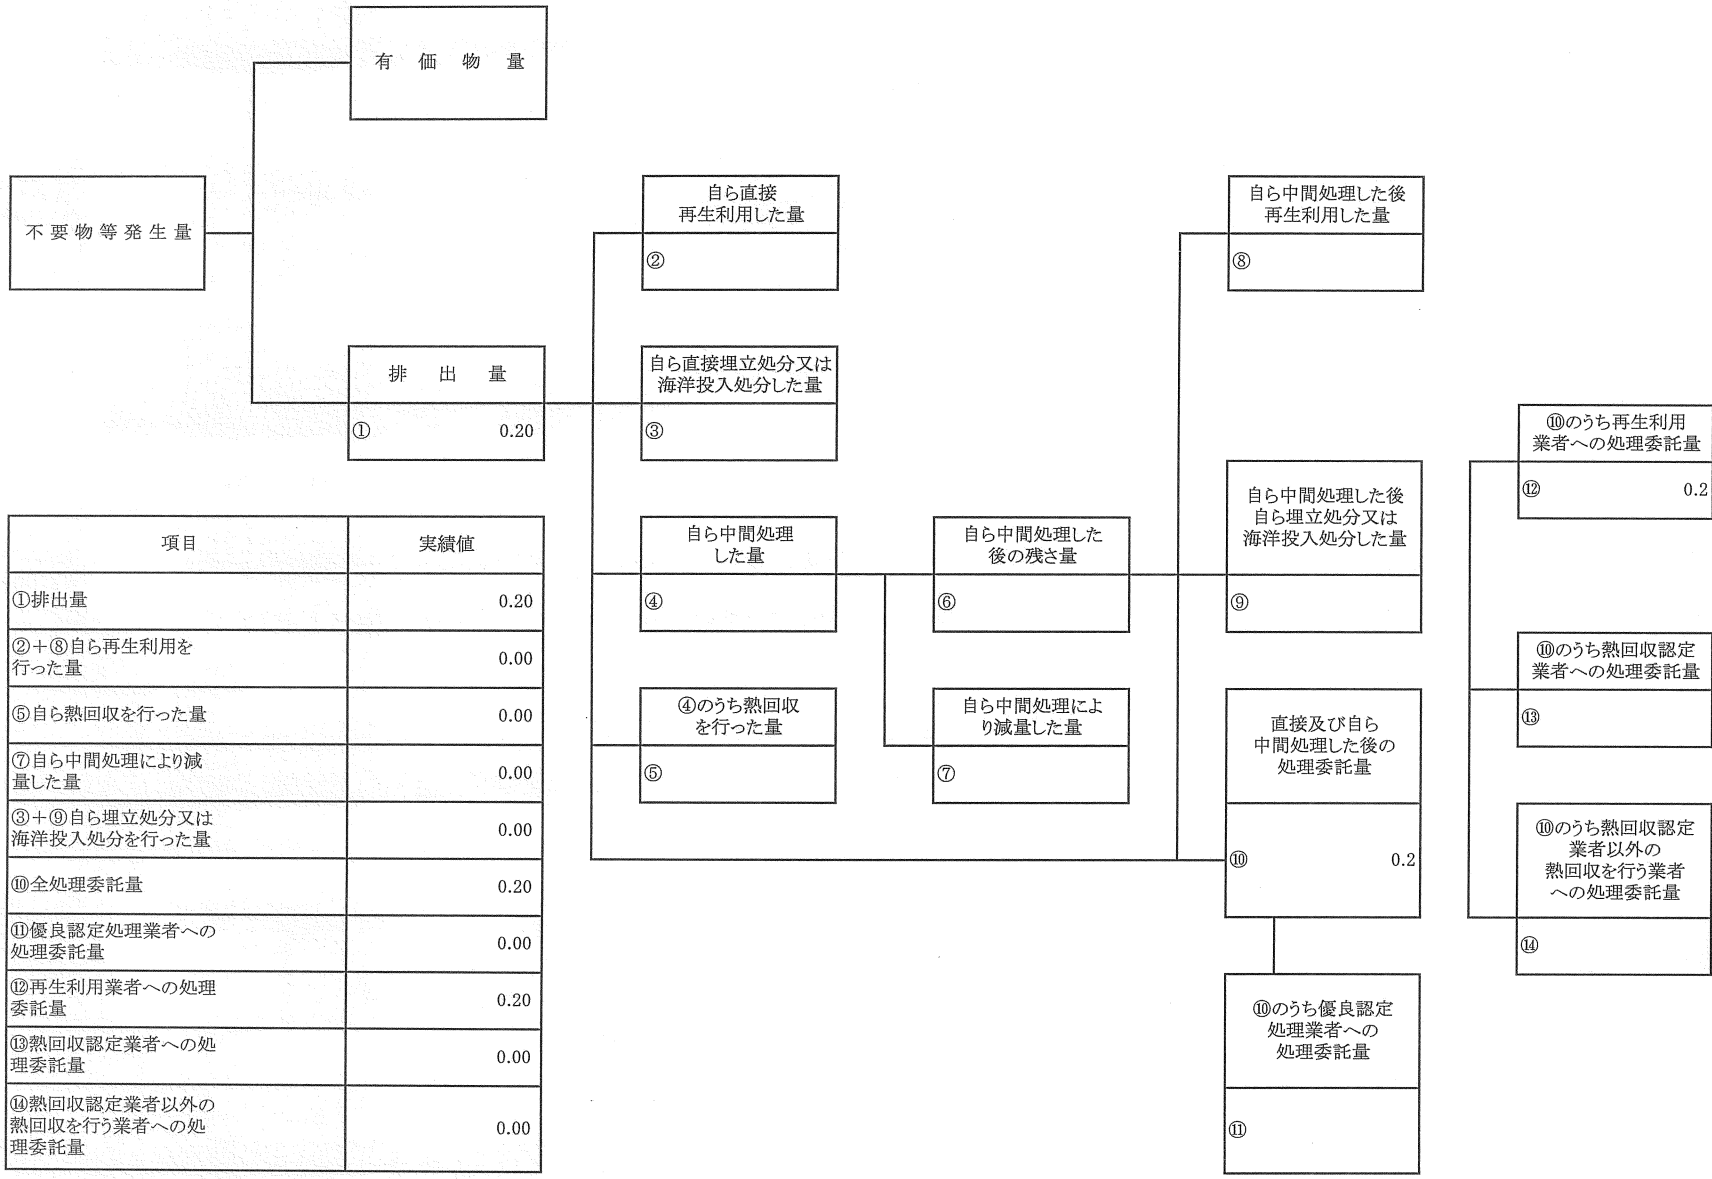 有価物量
不要物等発生量
排出量
① 0.20
自ら直接
再生利用した量
②
自ら直接埋立処分又は
海洋投入処分した量
③
自ら中間処理
した量
④
④のうち熱回収
を行った量
⑤
自ら中間処理した
後の残さ量
⑥
自ら中間処理によ
り減量した量
⑦
自ら中間処理した後
再生利用した量
⑧
自ら中間処理した後
自ら埋立処分又は
海洋投入処分した量
⑨
直接及び自ら
中間処理した後の
処理委託量
⑩ 0.2
⑩のうち優良認定
処理業者への
処理委託量
⑪
⑩のうち再生利用
業者への処理委託量
⑫ 0.2
⑩のうち熱回収認定
業者への処理委託量
⑬
⑩のうち熱回収認定
業者以外の
熱回収を行う業者
への処理委託量
⑭
項目 実績値
①排出量 0.20
②+⑧自ら再生利用を
行った量 0.00
⑤自ら熱回収を行った量 0.00
⑦自ら中間処理により減
量した量 0.00
③+⑨自ら埋立処分又は
海洋投入処分を行った量 0.00
⑩全処理委託量 0.20
⑪優良認定処理業者への
処理委託量 0.00
⑫再生利用業者への処理
委託量 0.20
⑬熱回収認定業者への処
理委託量 0.00
⑭熱回収認定業者以外の
熱回収を行う業者への処
理委託量 0.00